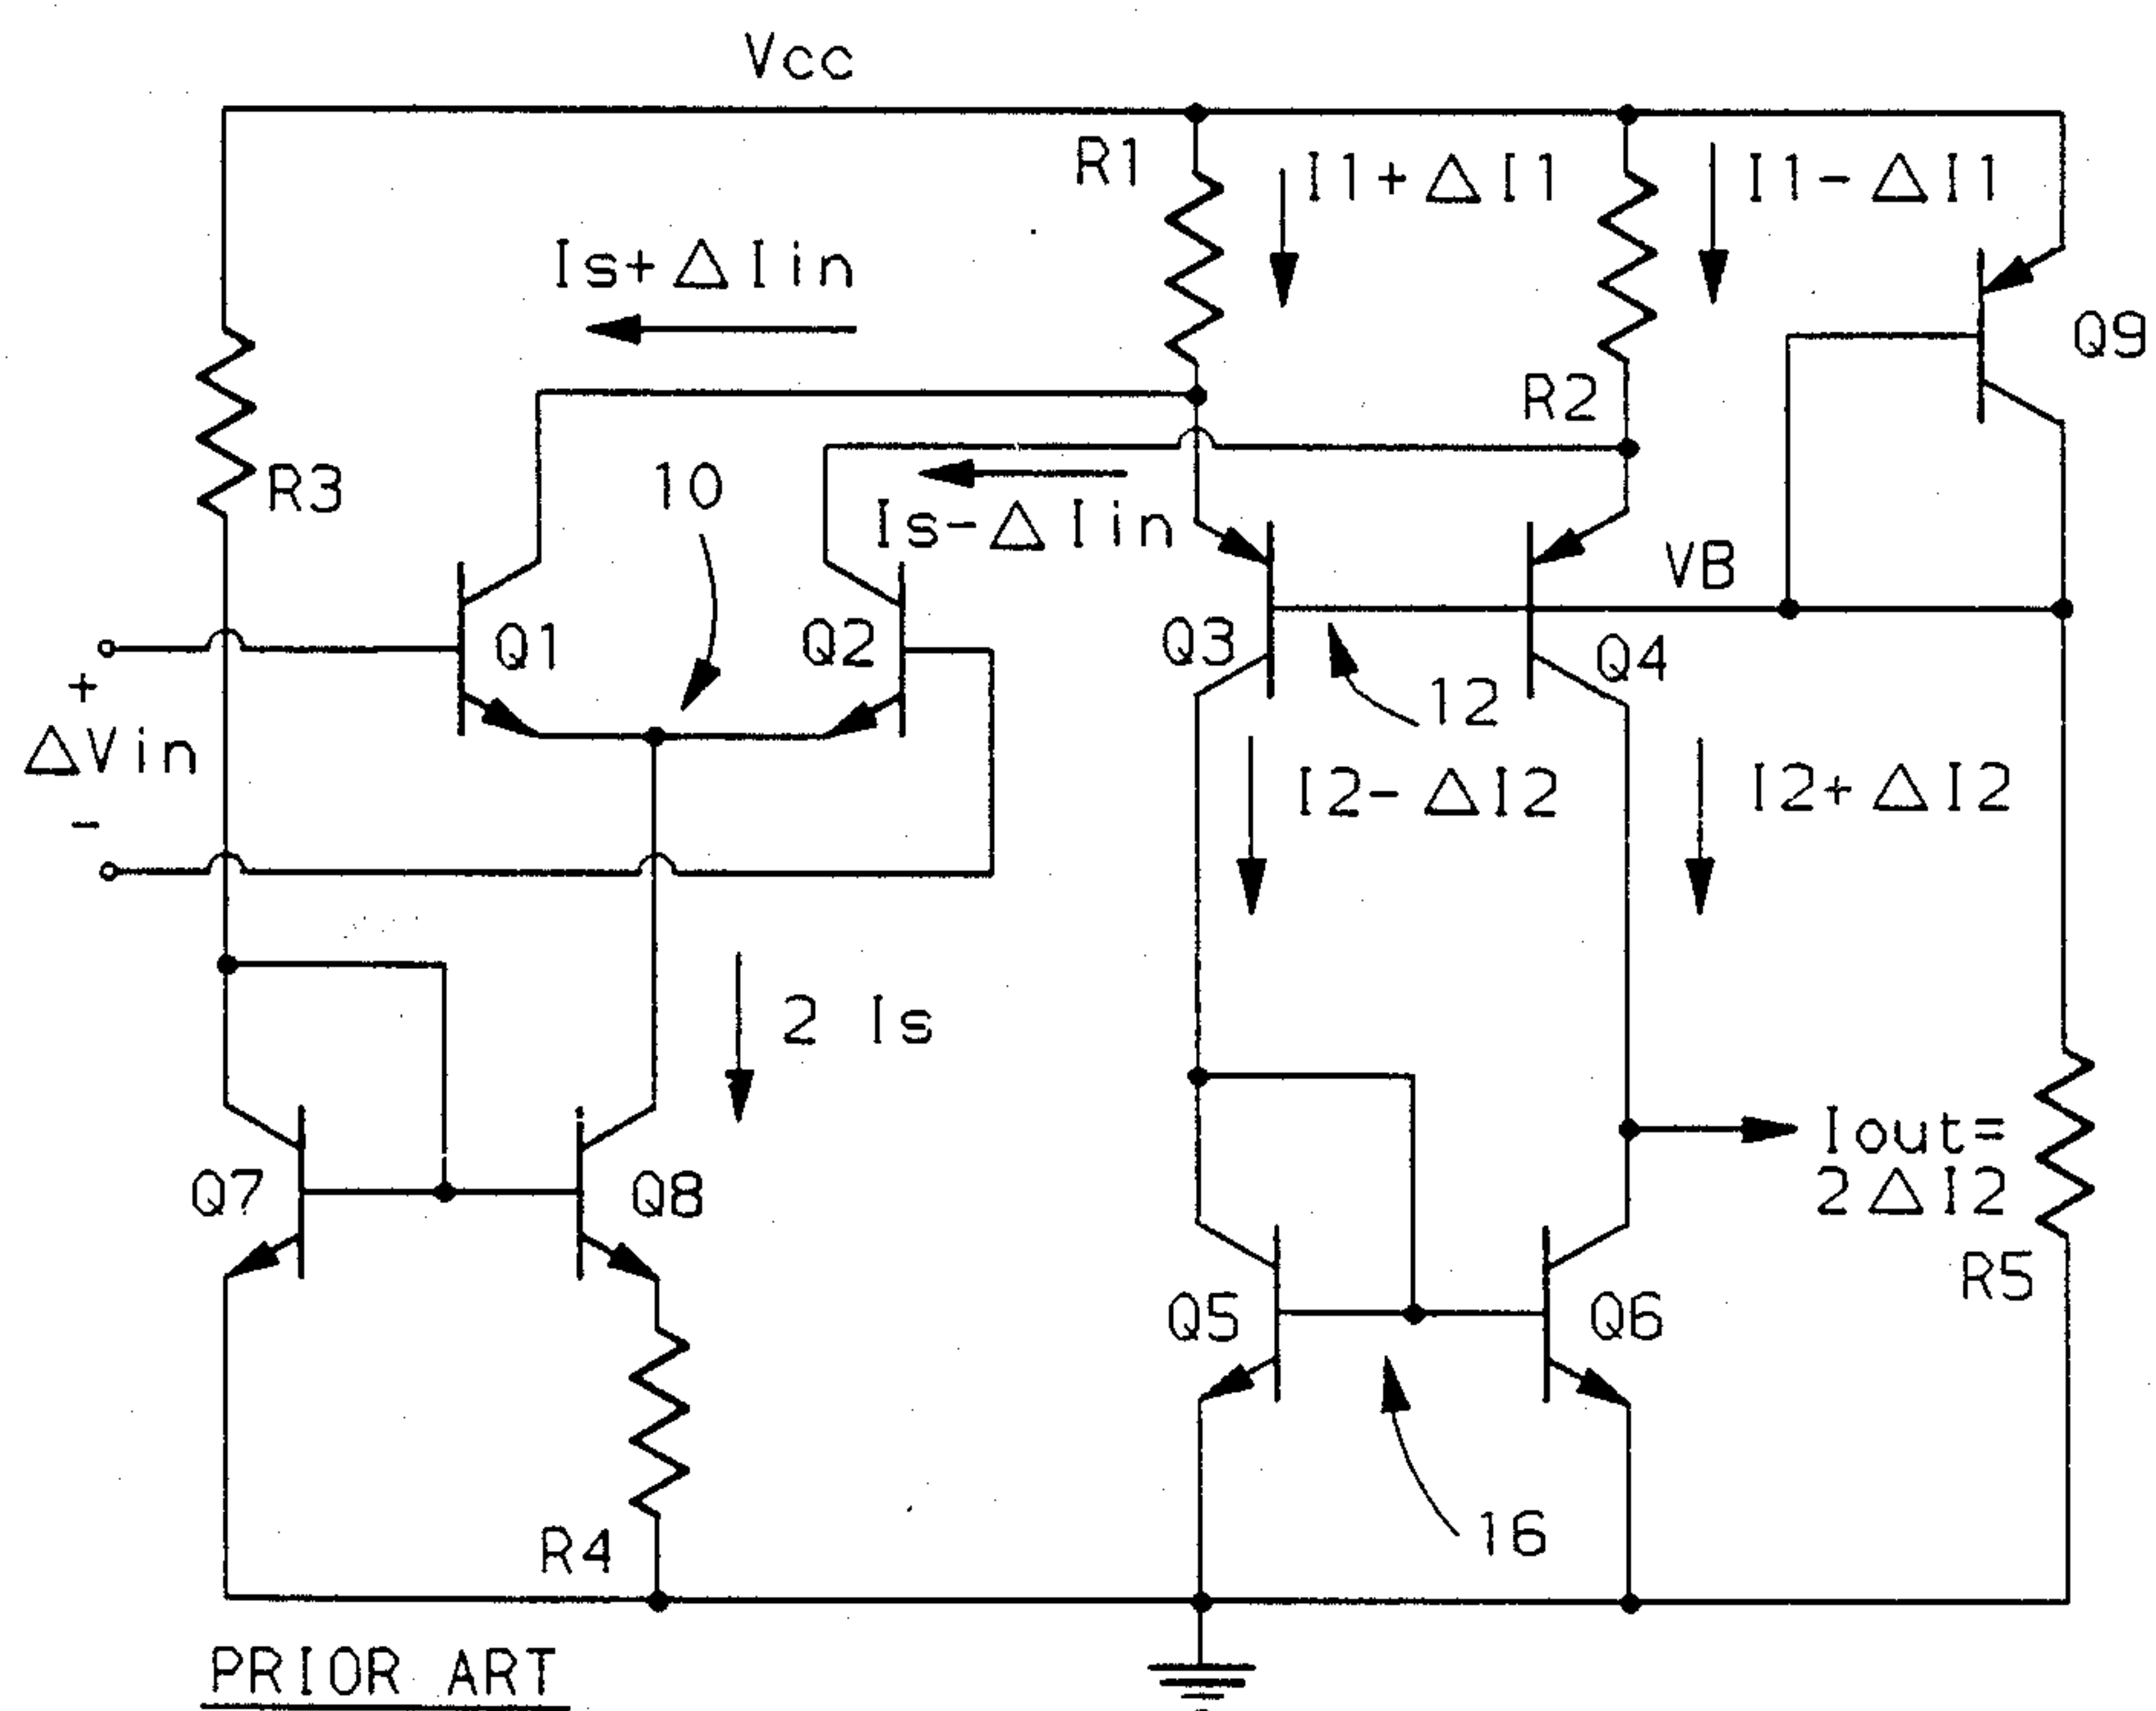 Vcc
R1
I1+ΔI1
I1-ΔI1
Is+ΔIin
Q9
R2
R3
10
Is-ΔIin
VB
Q1
Q2
Q3
Q4
+
12
ΔVin
I2-ΔI2
I2+ΔI2
-
2 Is
Iout=
2ΔI2
Q7
Q8
R5
Q5
Q6
16
R4
PRIOR ART